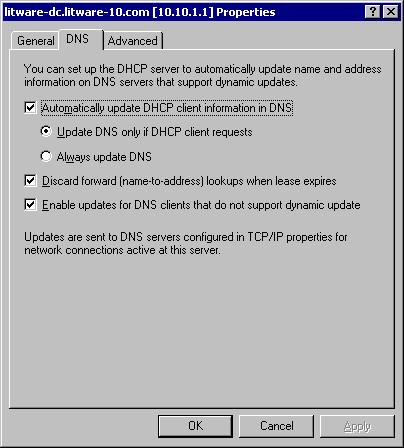 litware-dc.litware-10.com [10.10.1.1] Properties
General DNS Advanced
You can set up the DHCP server to automatically update name and address
information on DNS servers that support dynamic updates.
Automatically update DHCP client information in DNS
Update DNS only if DHCP client requests
Always update DNS
Discard forward (name-to-address) lookups when lease expires
Enable updates for DNS clients that do not support dynamic update
Updates are sent to DNS servers configured in TCP/IP properties for
network connections active at this server.
OK Cancel Apply